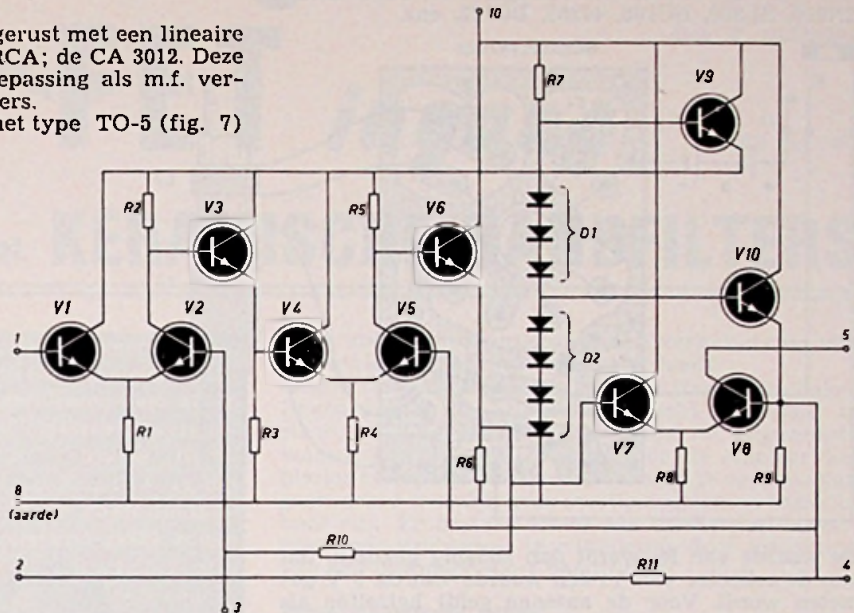 gerust met een lineaire
RCA; de CA 3012. Deze
epassing als m.f. ver-
ers.
het type TO-5 (fig. 7)
10
R7
V9
R2
V3
R5
V6
D1
V10
V1
V2
V4
V5
1
5
D2
V7
V8
R1
R3
R4
R6
R8
R9
8
(aarde)
R10
2
R11
4
3